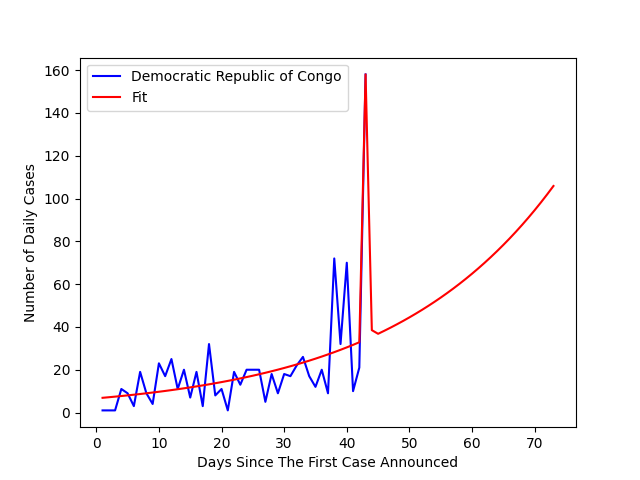 Democratic Republic of Congo
Fit
160
140
120
100
80
60
40
20
0
Number of Daily Cases
0 10 20 30 40 50 60 70
Days Since The First Case Announced